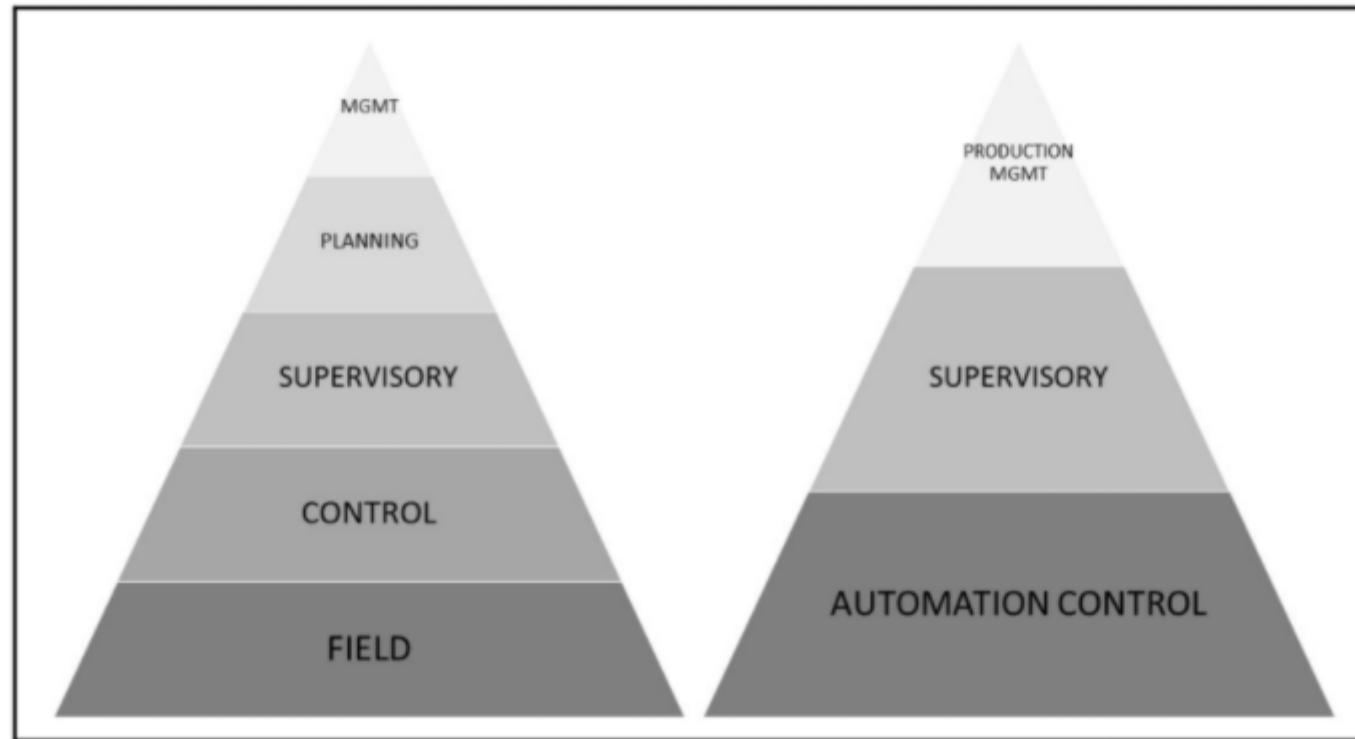 MGMT
PLANNING
SUPERVISORY
CONTROL
FIELD
PRODUCTION
MGMT
SUPERVISORY
AUTOMATION CONTROL